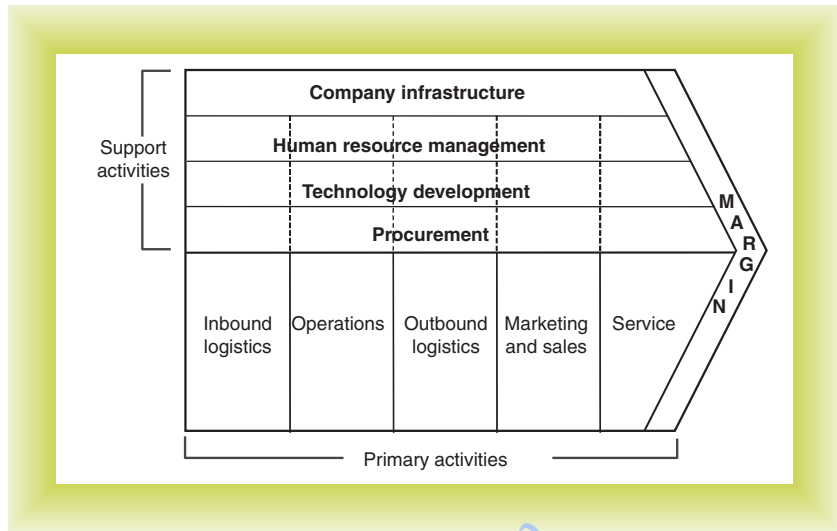 Company infrastructure
Support
activities
Human resource management
Technology development
Procurement
MARGIN
Inbound
logistics
Operations
Outbound
logistics
Marketing
and sales
Service
Primary activities